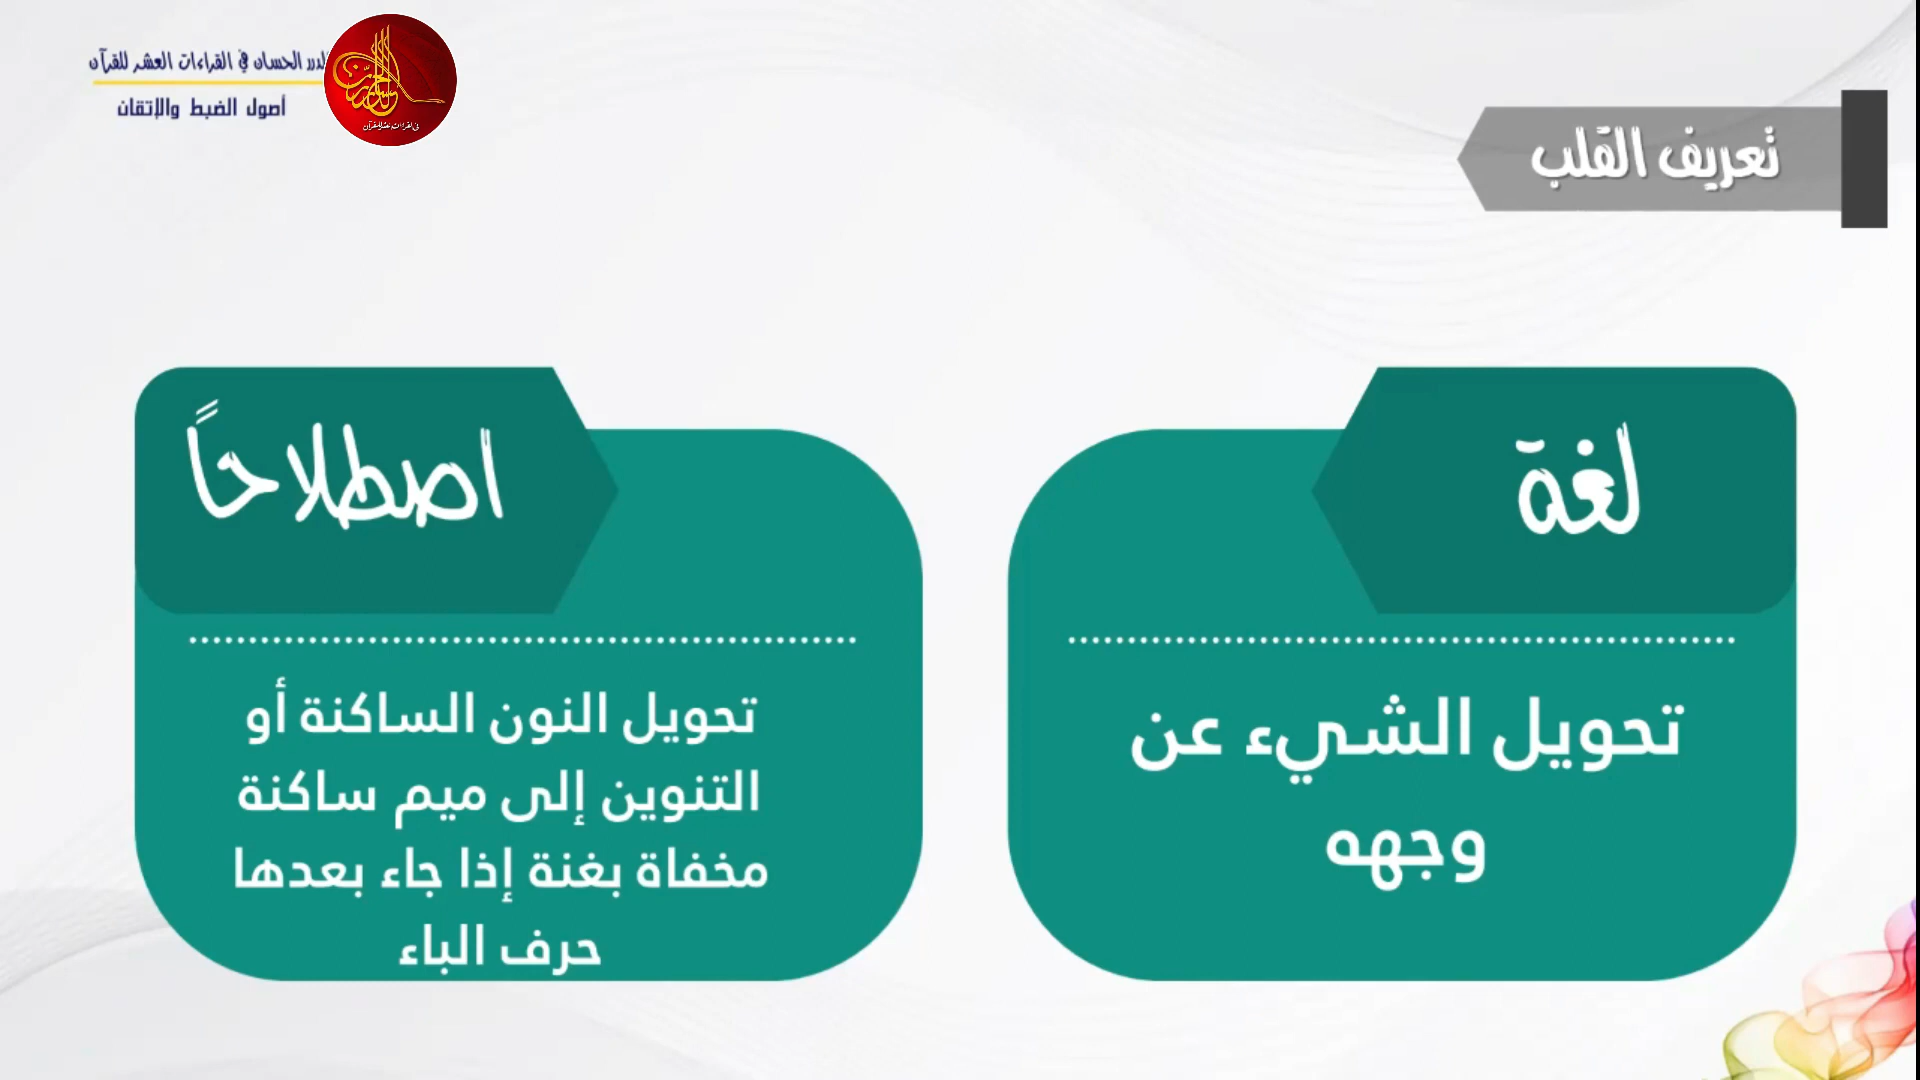 الحسان في القراءات العشر للقرآن
أصول الضبط والإتقان
تعريف القلب
لغة
تحويل الشيء عن
وجهه
اصطلاحاً
تحويل النون الساكنة أو
التنوين إلى ميم ساكنة
مخفاة بغنة إذا جاء بعدها
حرف الباء